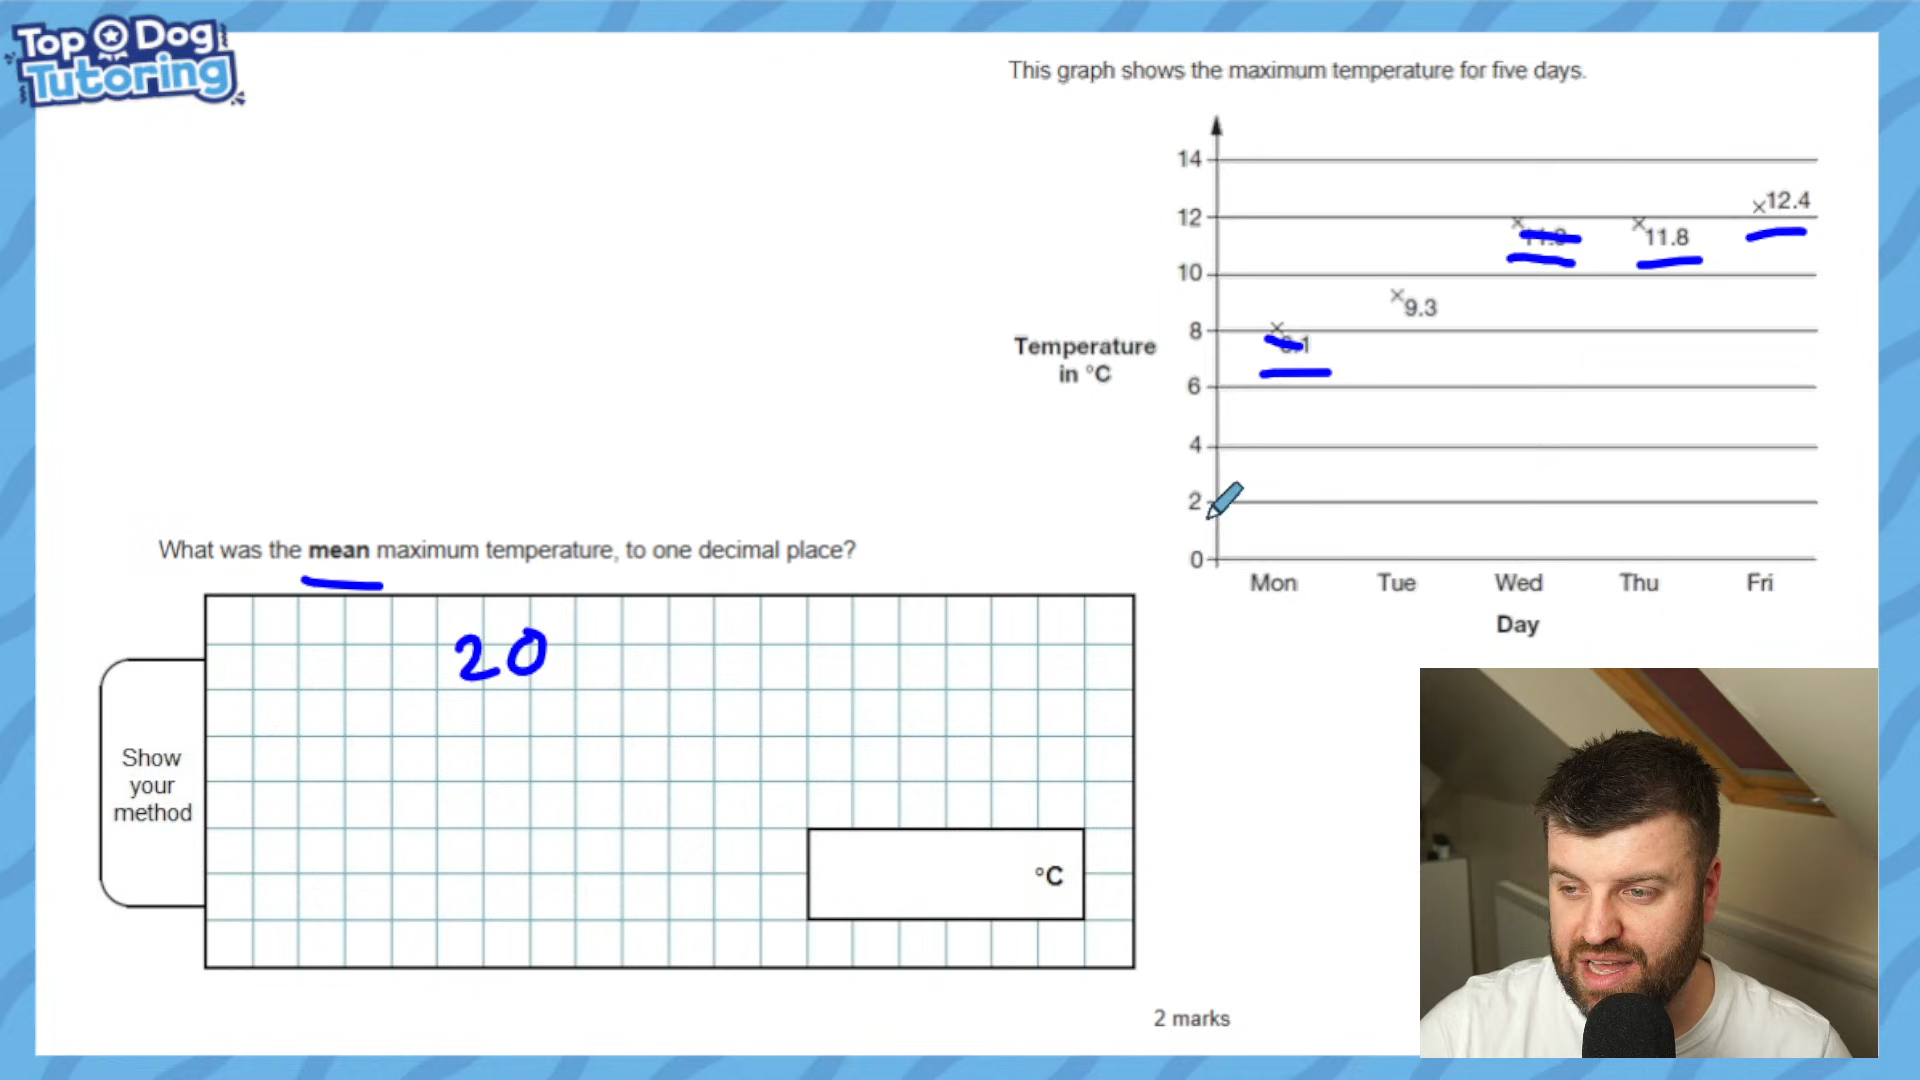 Top Dog
Tutoring
This graph shows the maximum temperature for five days.
14
12
10
8
6
4
2
0
12.4
11.8
9.3
Temperature
in °C
Mon Tue Wed Thu Fri
Day
What was the mean maximum temperature, to one decimal place?
20
Show
your
method
°C
2 marks